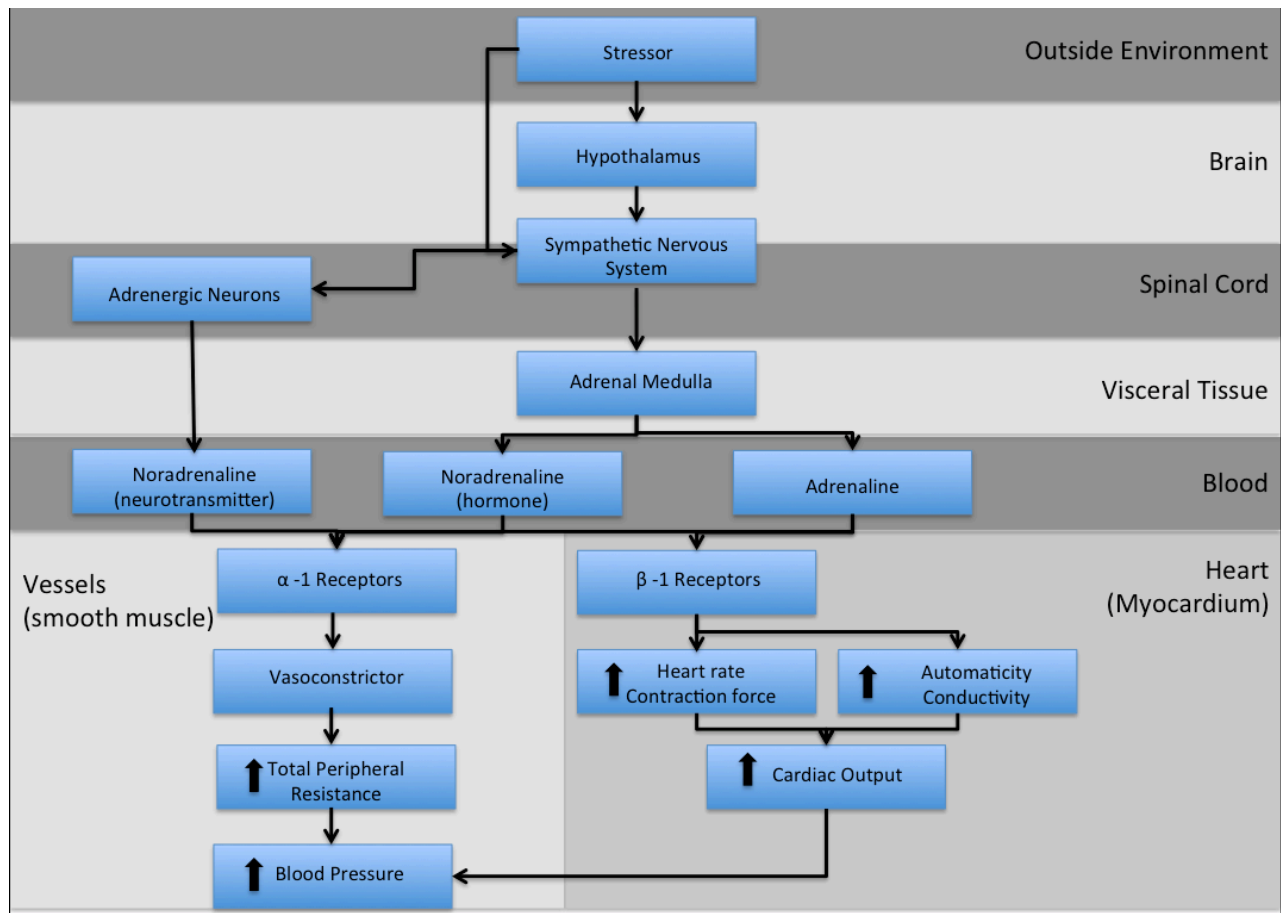 Stressor
Outside Environment
Hypothalamus
Brain
Sympathetic Nervous
System
Adrenergic Neurons
Spinal Cord
Adrenal Medulla
Visceral Tissue
Noradrenaline
(neurotransmitter)
Noradrenaline
(hormone)
Adrenaline
Blood
Vessels
(smooth muscle)
α -1 Receptors
β -1 Receptors
Heart
(Myocardium)
Vasoconstrictor
Heart rate
Contraction force
Automaticity
Conductivity
Total Peripheral
Resistance
Cardiac Output
Blood Pressure